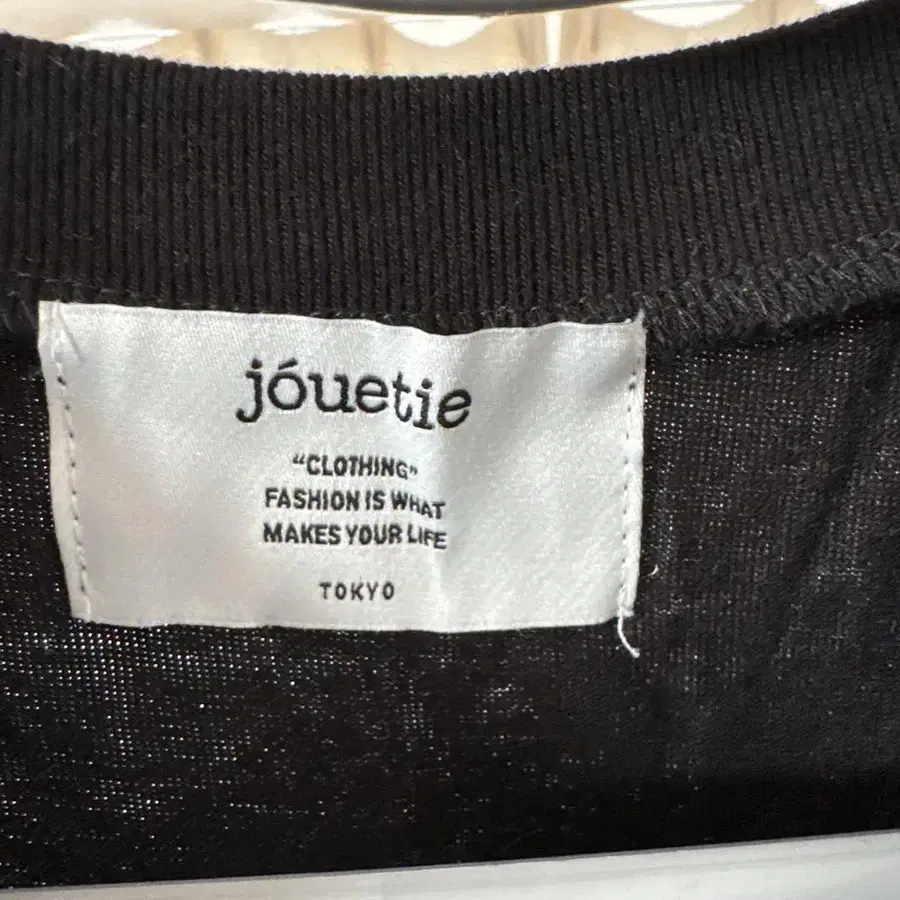 jóuetie
“CLOTHING”
FASHION IS WHAT
MAKES YOUR LIFE
TOKYO